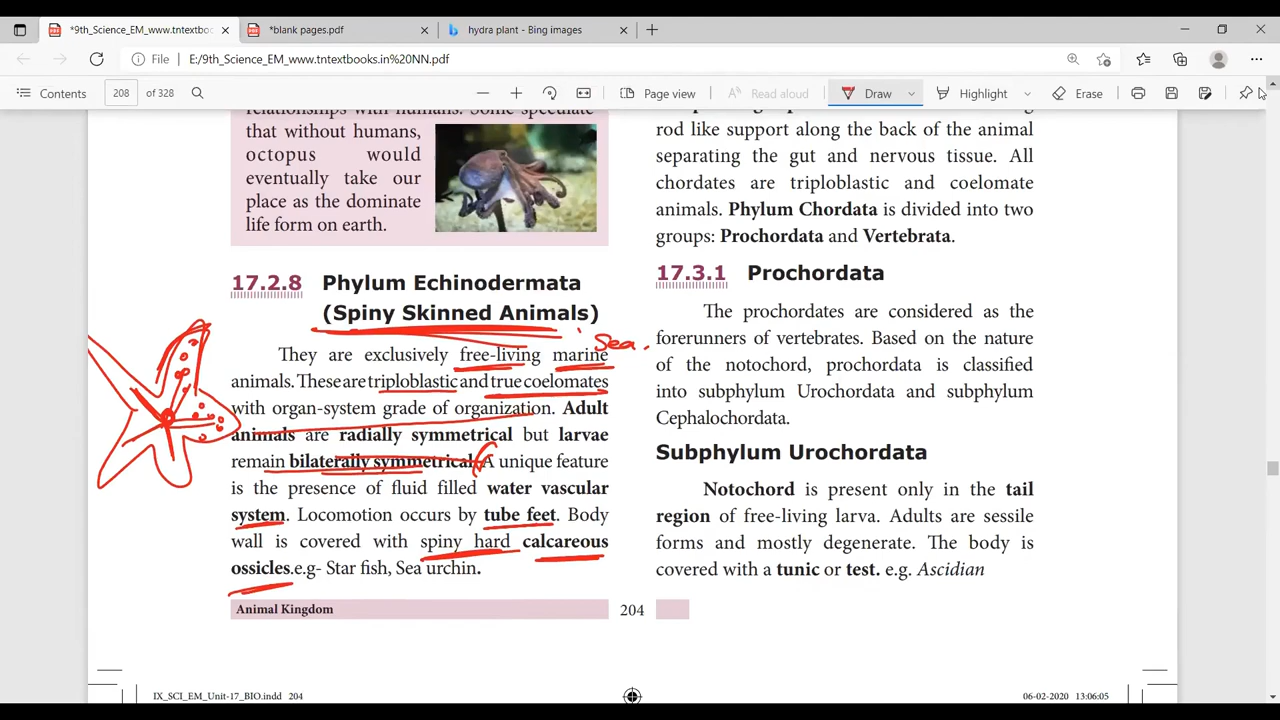 *9th_Science_EM_www.tntextboo
*blank pages.pdf
hydra plant - Bing images
File
E:/9th_Science_EM_www.tntextbooks.in%20NN.pdf
Contents
208
of 328
Page view
Read aloud
Draw
Highlight
Erase
relationships with humans. Some speculate
that without humans,
octopus would
eventually take our
place as the dominate
life form on earth.
17.2.8 Phylum Echinodermata
(Spiny Skinned Animals)
Sea.
They are exclusively free-living marine
animals. These are triploblastic and true coelomates
with organ-system grade of organization. Adult
animals are radially symmetrical but larvae
remain bilaterally symmetrical. A unique feature
is the presence of fluid filled water vascular
system. Locomotion occurs by tube feet. Body
wall is covered with spiny hard calcareous
ossicles.e.g- Star fish, Sea urchin.
Animal Kingdom
204
rod like support along the back of the animal
separating the gut and nervous tissue. All
chordates are triploblastic and coelomate
animals. Phylum Chordata is divided into two
groups: Prochordata and Vertebrata.
17.3.1 Prochordata
The prochordates are considered as the
forerunners of vertebrates. Based on the nature
of the notochord, prochordata is classified
into subphylum Urochordata and subphylum
Cephalochordata.
Subphylum Urochordata
Notochord is present only in the tail
region of free-living larva. Adults are sessile
forms and mostly degenerate. The body is
covered with a tunic or test. e.g. Ascidian
IX_SCI_EM_Unit-17_BIO.indd 204
06-02-2020 13:06:05